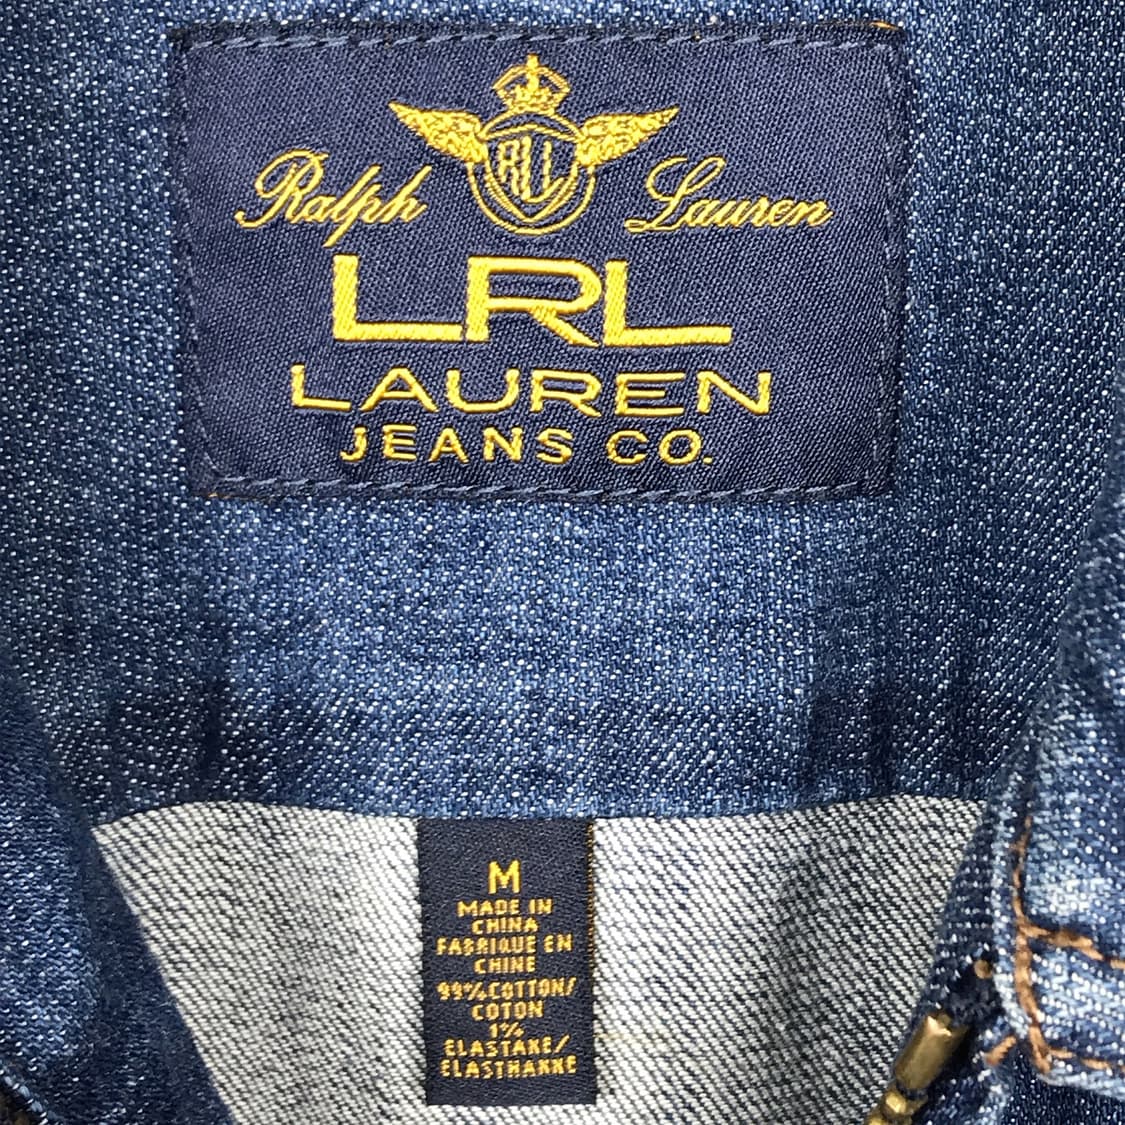 RLL
Ralph Lauren
LRL
LAUREN
JEANS CO.
M
MADE IN
CHINA
FABRIQUE EN
CHINE
99% COTTON/
COTON
1%
ELASTANE/
ELASTHANNE